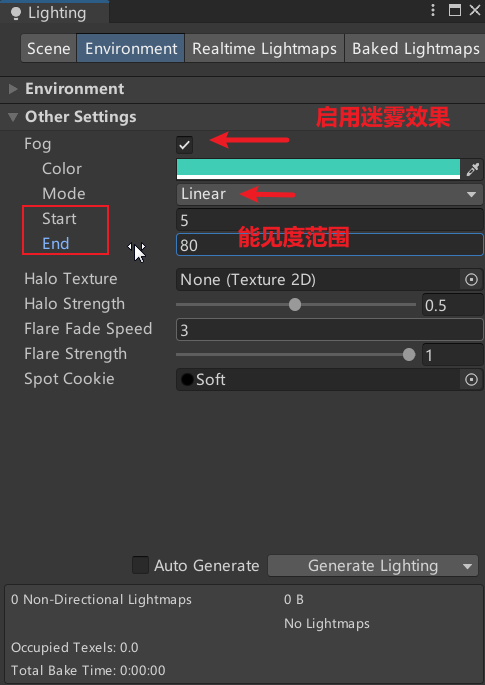 Lighting
Scene Environment Realtime Lightmaps Baked Lightmaps
Environment
Other Settings
启用迷雾效果
Fog
Color
Mode Linear
Start 5
能见度范围
End 80
Halo Texture None (Texture 2D)
Halo Strength 0.5
Flare Fade Speed 3
Flare Strength 1
Spot Cookie Soft
Auto Generate Generate Lighting
0 Non-Directional Lightmaps 0 B
No Lightmaps
Occupied Texels: 0.0
Total Bake Time: 0:00:00